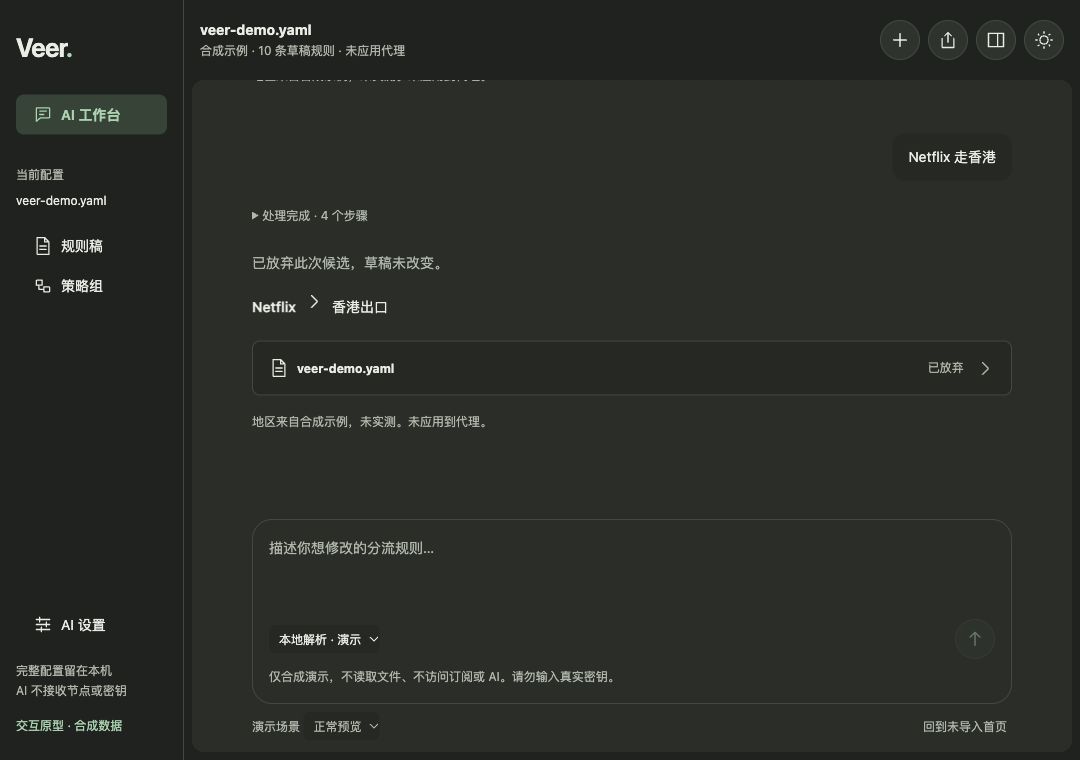 Veer.
AI 工作台
当前配置
veer-demo.yaml
规则稿
策略组
AI 设置
完整配置留在本机
AI 不接收节点或密钥
交互原型 · 合成数据
veer-demo.yaml
合成示例 · 10 条草稿规则 · 未应用代理
Netflix 走香港
处理完成 · 4 个步骤
已放弃此次候选，草稿未改变。
Netflix
香港出口
veer-demo.yaml
已放弃
地区来自合成示例，未实测。未应用到代理。
描述你想修改的分流规则...
本地解析 · 演示
仅合成演示，不读取文件、不访问订阅或 AI。请勿输入真实密钥。
演示场景
正常预览
回到未导入首页